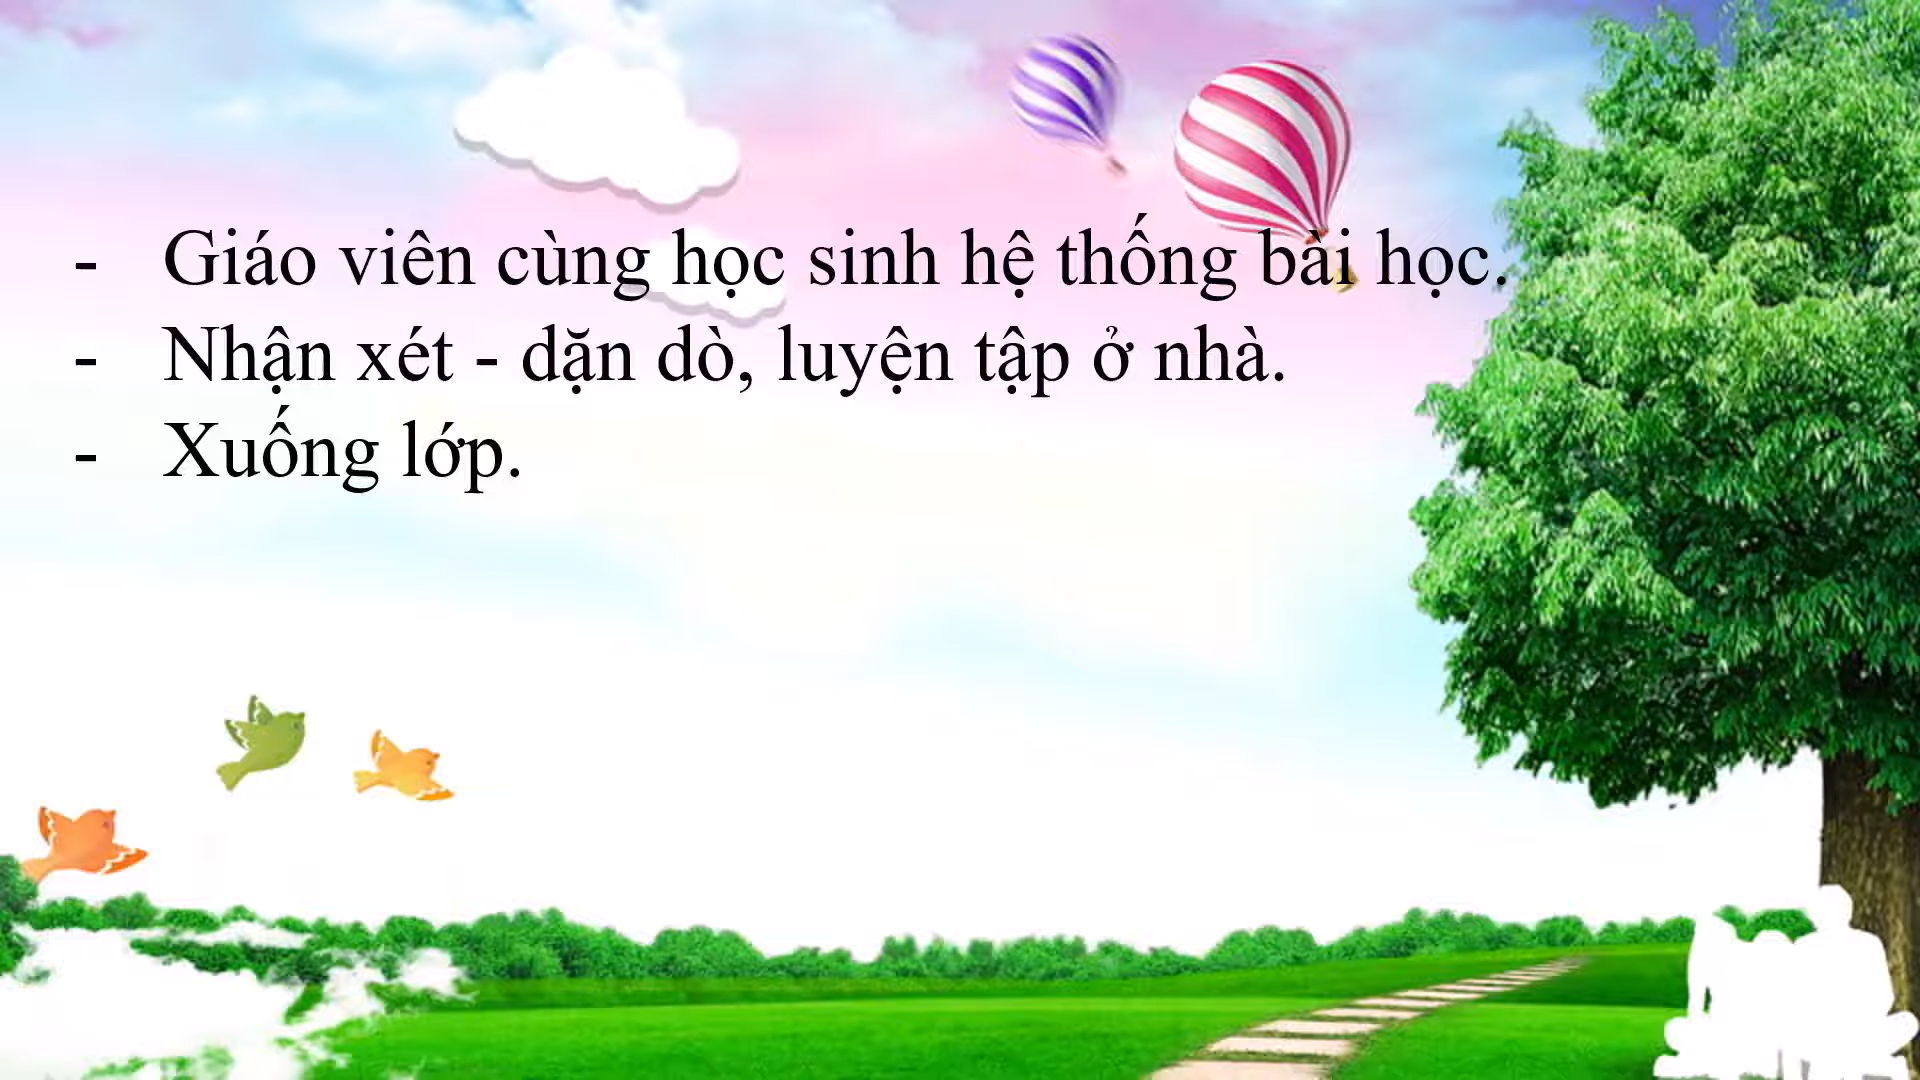 - Giáo viên cùng học sinh hệ thống bài học.
- Nhận xét - dặn dò, luyện tập ở nhà.
- Xuống lớp.